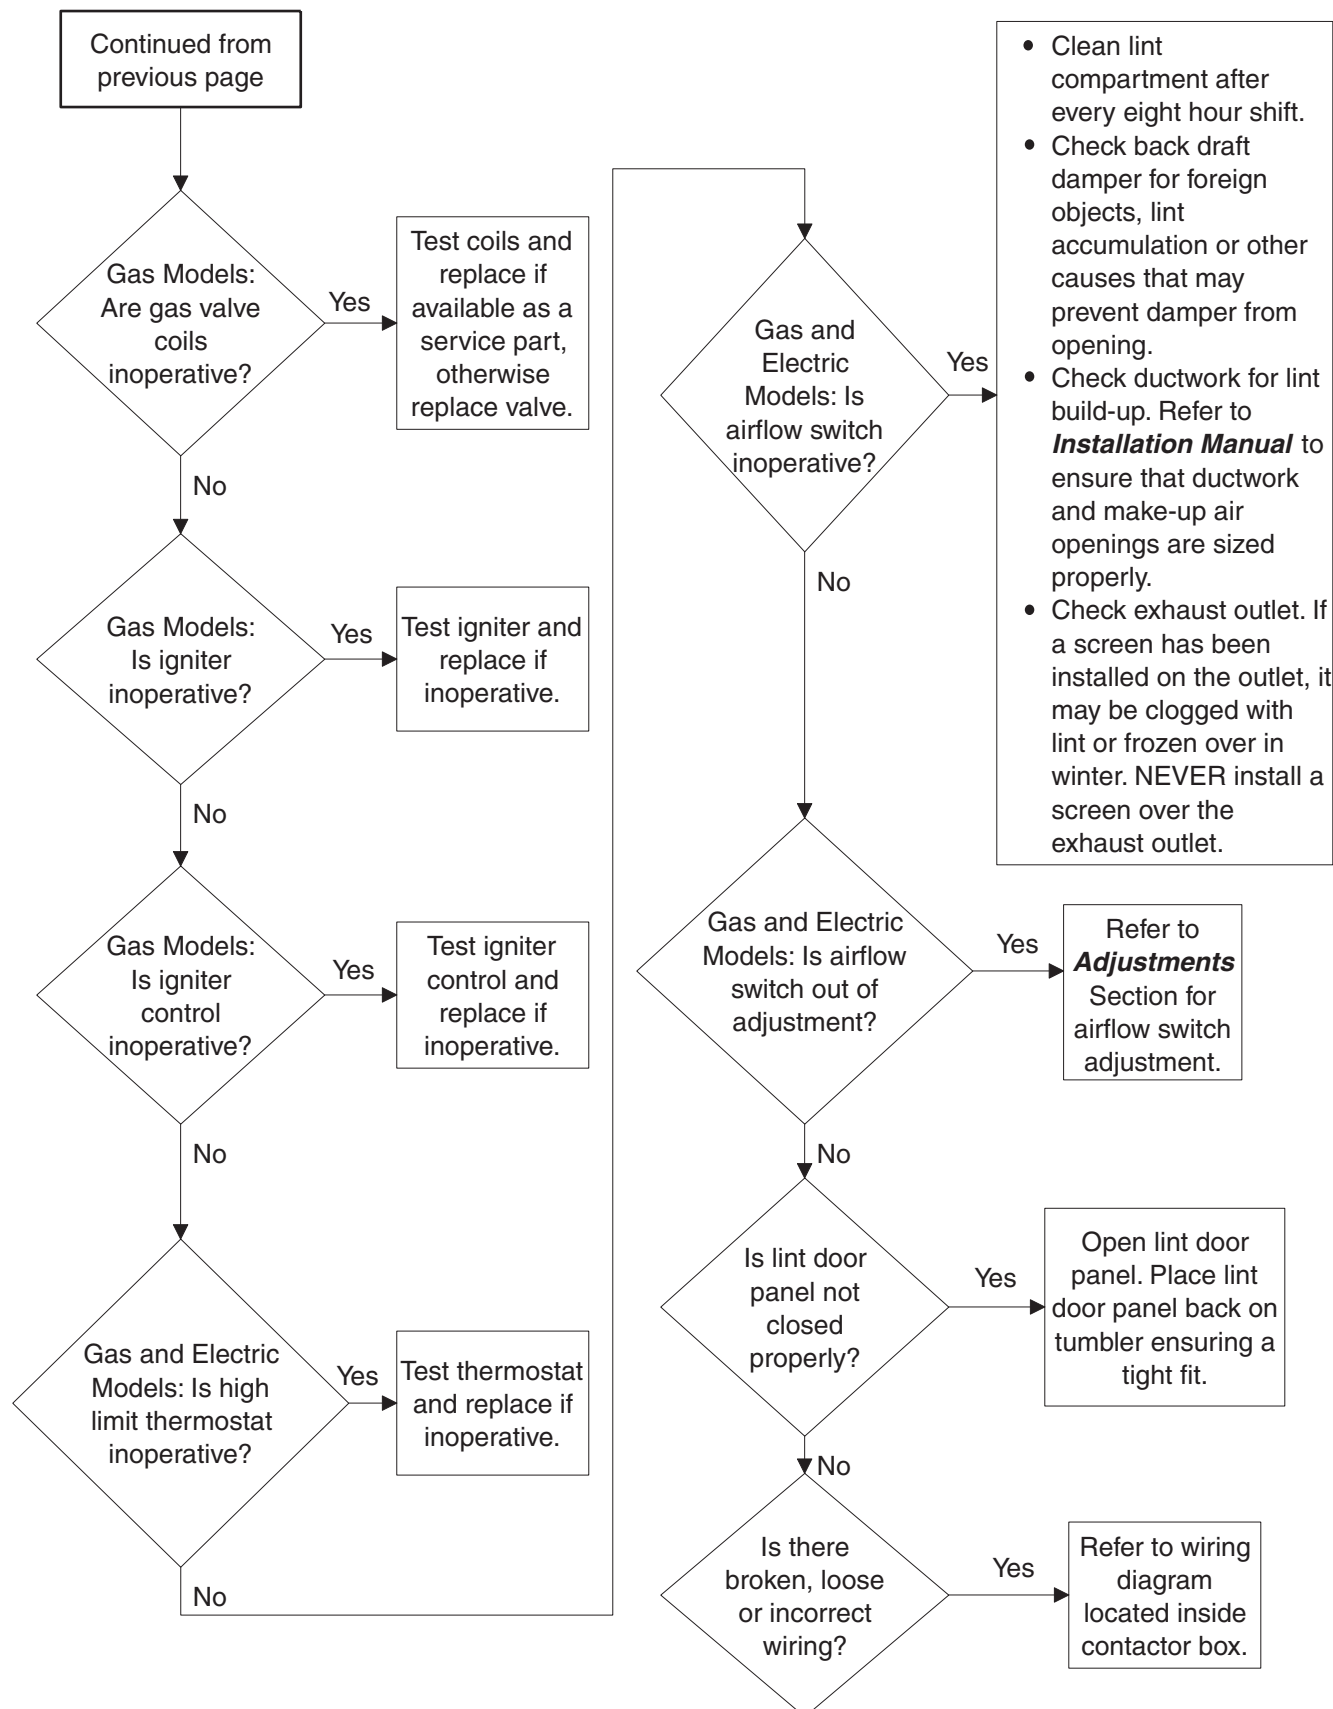 Continued from
previous page
Gas Models:
Are gas valve
coils
inoperative?
Yes
Test coils and
replace if
available as a
service part,
otherwise
replace valve.
No
Gas Models:
Is igniter
inoperative?
Yes
Test igniter and
replace if
inoperative.
No
Gas Models:
Is igniter
control
inoperative?
Yes
Test igniter
control and
replace if
inoperative.
No
Gas and Electric
Models: Is high
limit thermostat
inoperative?
Yes
Test thermostat
and replace if
inoperative.
No
Gas and
Electric
Models: Is
airflow switch
inoperative?
Yes
• Clean lint
compartment after
every eight hour shift.
• Check back draft
damper for foreign
objects, lint
accumulation or other
causes that may
prevent damper from
opening.
• Check ductwork for lint
build-up. Refer to
Installation Manual to
ensure that ductwork
and make-up air
openings are sized
properly.
• Check exhaust outlet. If
a screen has been
installed on the outlet, it
may be clogged with
lint or frozen over in
winter. NEVER install a
screen over the
exhaust outlet.
No
Gas and Electric
Models: Is airflow
switch out of
adjustment?
Yes
Refer to
Adjustments
Section for
airflow switch
adjustment.
No
Is lint door
panel not
closed
properly?
Yes
Open lint door
panel. Place lint
door panel back on
tumbler ensuring a
tight fit.
No
Is there
broken, loose
or incorrect
wiring?
Yes
Refer to wiring
diagram
located inside
contactor box.